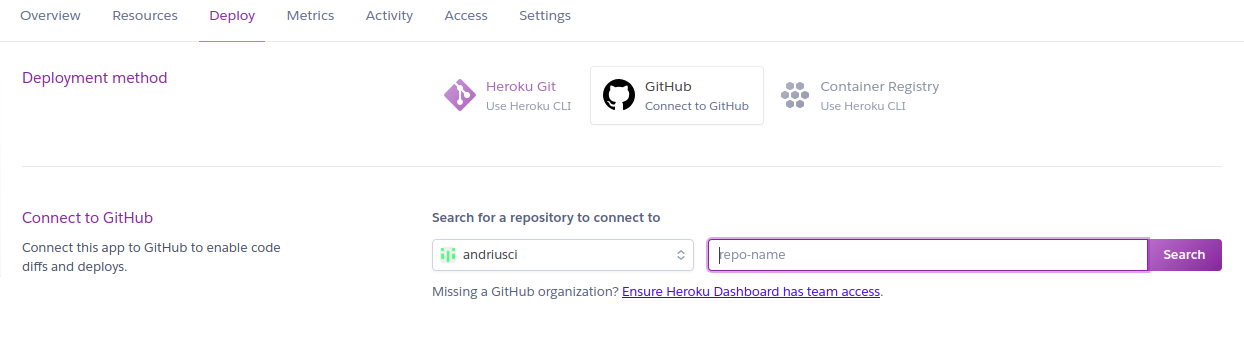 Overview Resources Deploy Metrics Activity Access Settings
Deployment method
Heroku Git
Use Heroku CLI
GitHub
Connect to GitHub
Container Registry
Use Heroku CLI
Connect to GitHub
Connect this app to GitHub to enable code
diffs and deploys.
Search for a repository to connect to
andriusci
repo-name
Search
Missing a GitHub organization? Ensure Heroku Dashboard has team access.